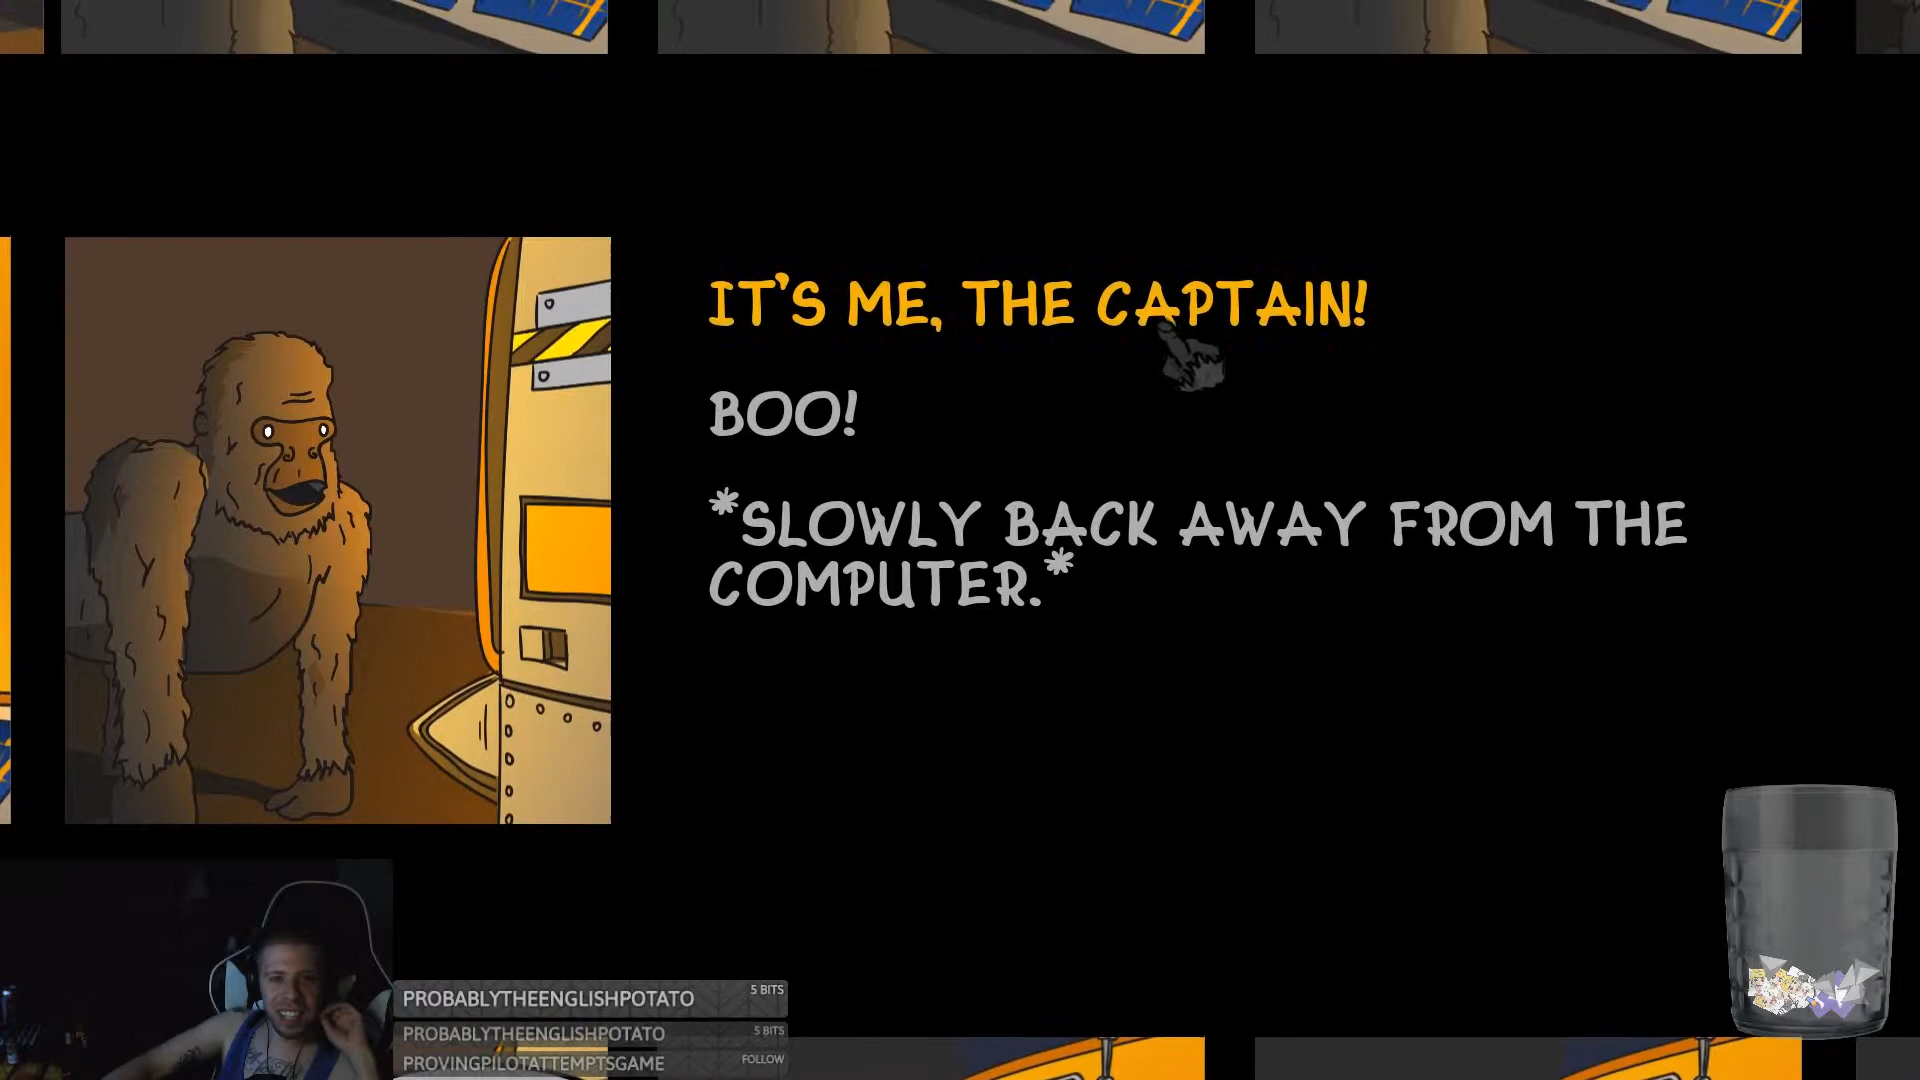 IT'S ME, THE CAPTAIN!
BOO!
*SLOWLY BACK AWAY FROM THE
COMPUTER.*
PROBABLYTHEENGLISHPOTATO 5 BITS
PROBABLYTHEENGLISHPOTATO 5 BITS
PROVINGPILOTATTEMPTSGAME FOLLOW